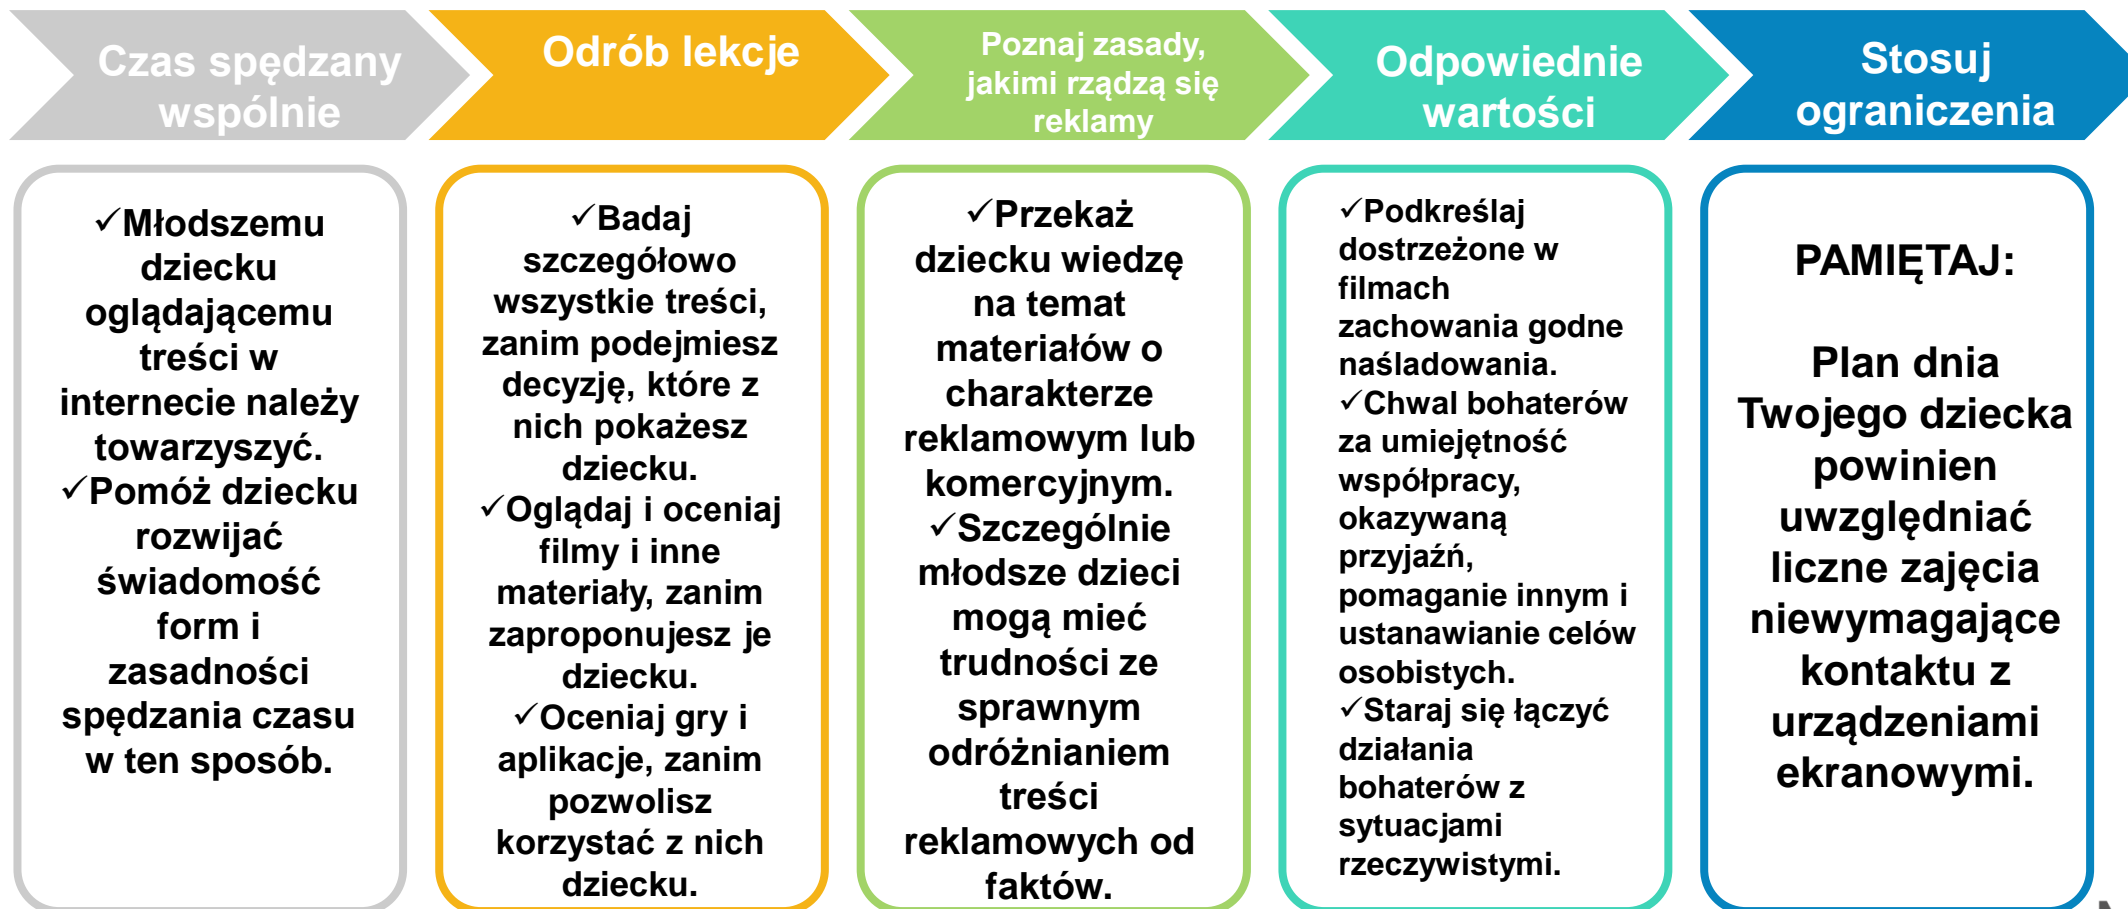 Czas spędzany
wspólnie
Odrób lekcje
Poznaj zasady,
jakimi rządzą się
reklamy
Odpowiednie
wartości
Stosuj
ograniczenia
✓Młodszemu
dziecku
oglądającemu
treści w
internecie należy
towarzyszyć.
✓Pomóż dziecku
rozwijać
świadomość
form i
zasadności
spędzania czasu
w ten sposób.
✓Badaj
szczegółowo
wszystkie treści,
zanim podejmiesz
decyzję, które z
nich pokażesz
dziecku.
✓Oglądaj i oceniaj
filmy i inne
materiały, zanim
zaproponujesz je
dziecku.
✓Oceniaj gry i
aplikacje, zanim
pozwolisz
korzystać z nich
dziecku.
✓Przekaż
dziecku wiedzę
na temat
materiałów o
charakterze
reklamowym lub
komercyjnym.
✓Szczególnie
młodsze dzieci
mogą mieć
trudności ze
sprawnym
odróżnianiem
treści
reklamowych od
faktów.
✓Podkreślaj
dostrzeżone w
filmach
zachowania godne
naśladowania.
✓Chwal bohaterów
za umiejętność
współpracy,
okazywaną
przyjaźń,
pomaganie innym i
ustanawianie celów
osobistych.
✓Staraj się łączyć
działania
bohaterów z
sytuacjami
rzeczywistymi.
PAMIĘTAJ:
Plan dnia
Twojego dziecka
powinien
uwzględniać
liczne zajęcia
niewymagające
kontaktu z
urządzeniami
ekranowymi.